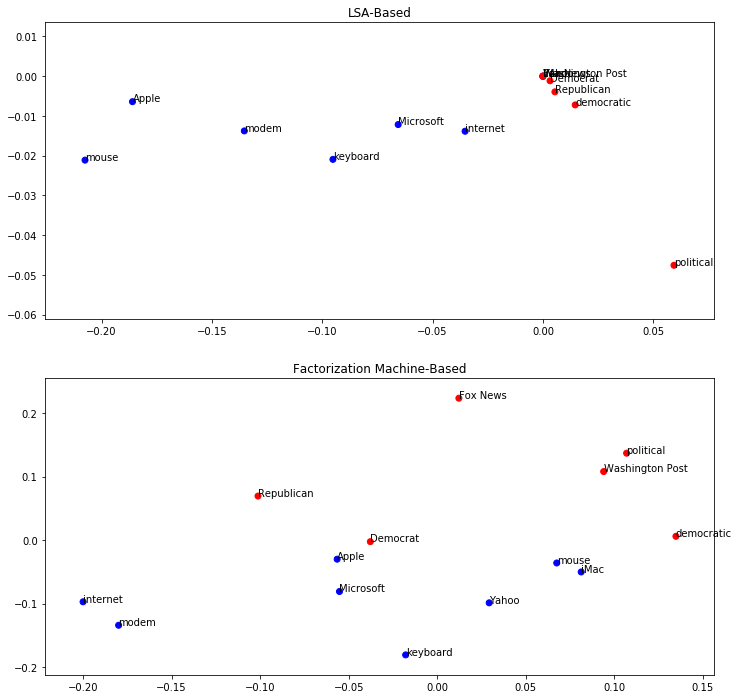 LSA-Based
0.01
0.00
−0.01
−0.02
−0.03
−0.04
−0.05
−0.06
Washington Post
Democrat
Republican
democratic
Apple
Microsoft
modem
internet
mouse
keyboard
political
−0.20
−0.15
−0.10
−0.05
0.00
0.05
Factorization Machine-Based
0.2
0.1
0.0
−0.1
−0.2
Fox News
political
Washington Post
Republican
democratic
Democrat
Apple
mouse
iMac
Microsoft
internet
Yahoo
modem
keyboard
−0.20
−0.15
−0.10
−0.05
0.00
0.05
0.10
0.15